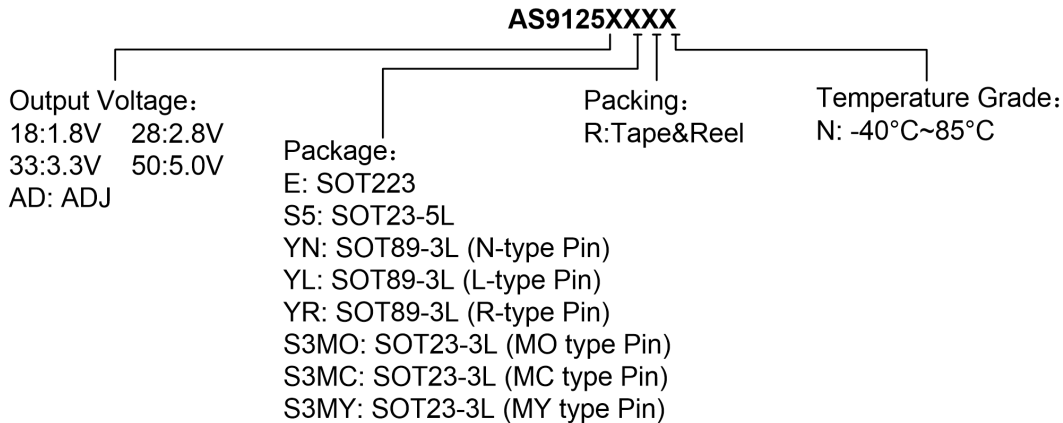 AS9125XXXX
Output Voltage：
18:1.8V 28:2.8V
33:3.3V 50:5.0V
AD: ADJ
Package：
E: SOT223
S5: SOT23-5L
YN: SOT89-3L (N-type Pin)
YL: SOT89-3L (L-type Pin)
YR: SOT89-3L (R-type Pin)
S3MO: SOT23-3L (MO type Pin)
S3MC: SOT23-3L (MC type Pin)
S3MY: SOT23-3L (MY type Pin)
Packing：
R:Tape&Reel
Temperature Grade：
N: -40°C~85°C